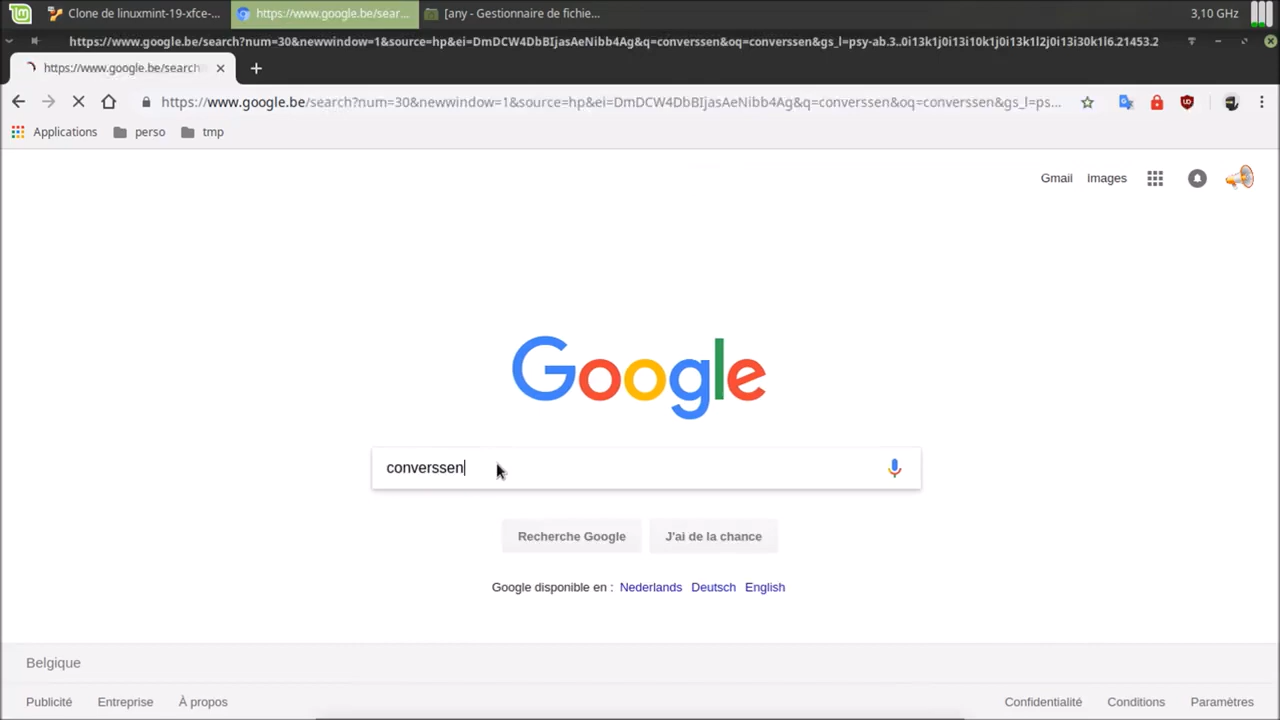 Clone de linuxmint-19-xfce-...
https://www.google.be/sear...
[any - Gestionnaire de fichie...
3,10 GHz
https://www.google.be/search?num=30&newwindow=1&source=hp&ei=DmDCW4DbBIjasAeNibb4Ag&q=converssen&oq=converssen&gs_l=psy-ab.3..0i13k1j0i13i10k1j0i13k1l2j0i13i30k1l6.21453.2
https://www.google.be/search
https://www.google.be/search?num=30&newwindow=1&source=hp&ei=DmDCW4DbBIjasAeNibb4Ag&q=converssen&oq=converssen&gs_l=ps...
Applications perso tmp
Gmail Images
Google
converssen
Recherche Google J'ai de la chance
Google disponible en : Nederlands Deutsch English
Belgique
Publicité Entreprise À propos Confidentialité Conditions Paramètres